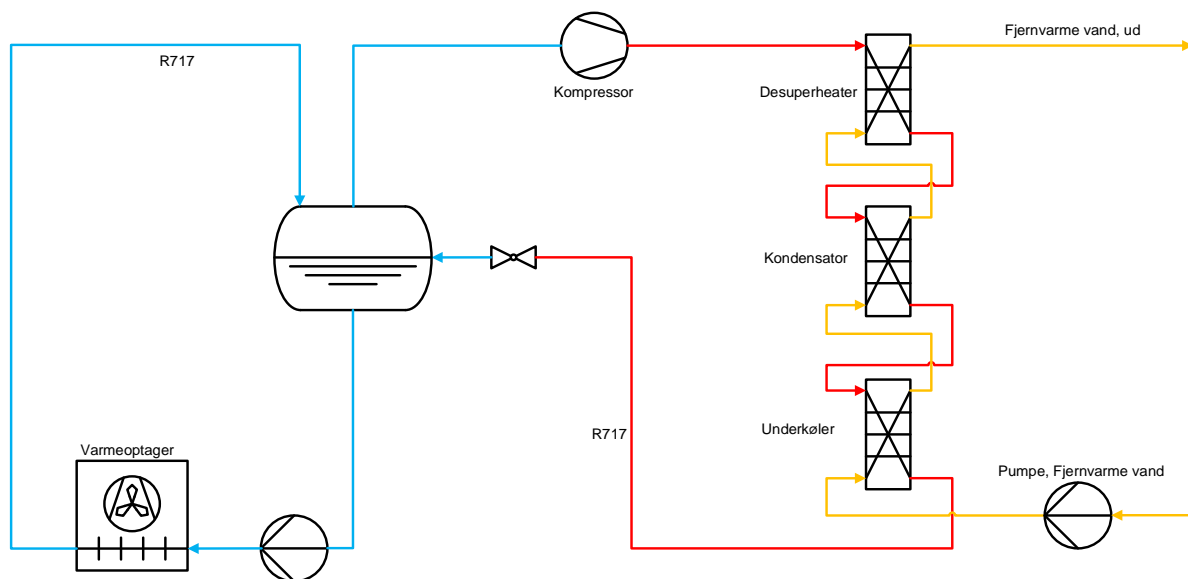 Fjernvarme vand, ud
R717
Kompressor
Desuperheater
Kondensator
Underkøler
R717
Varmeoptager
Pumpe, Fjernvarme vand